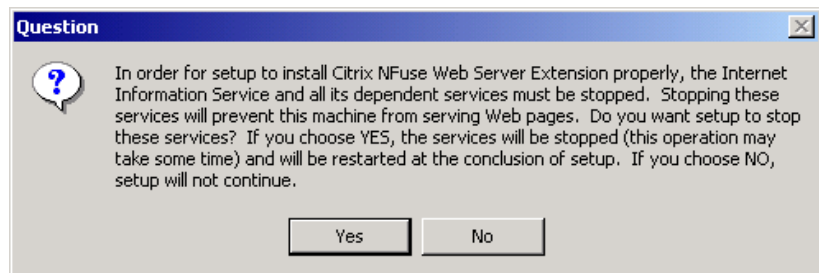 Question
In order for setup to install Citrix NFuse Web Server Extension properly, the Internet
Information Service and all its dependent services must be stopped.  Stopping these
services will prevent this machine from serving Web pages.  Do you want setup to stop
these services?  If you choose YES, the services will be stopped (this operation may
take some time) and will be restarted at the conclusion of setup.  If you choose NO,
setup will not continue.
Yes
No